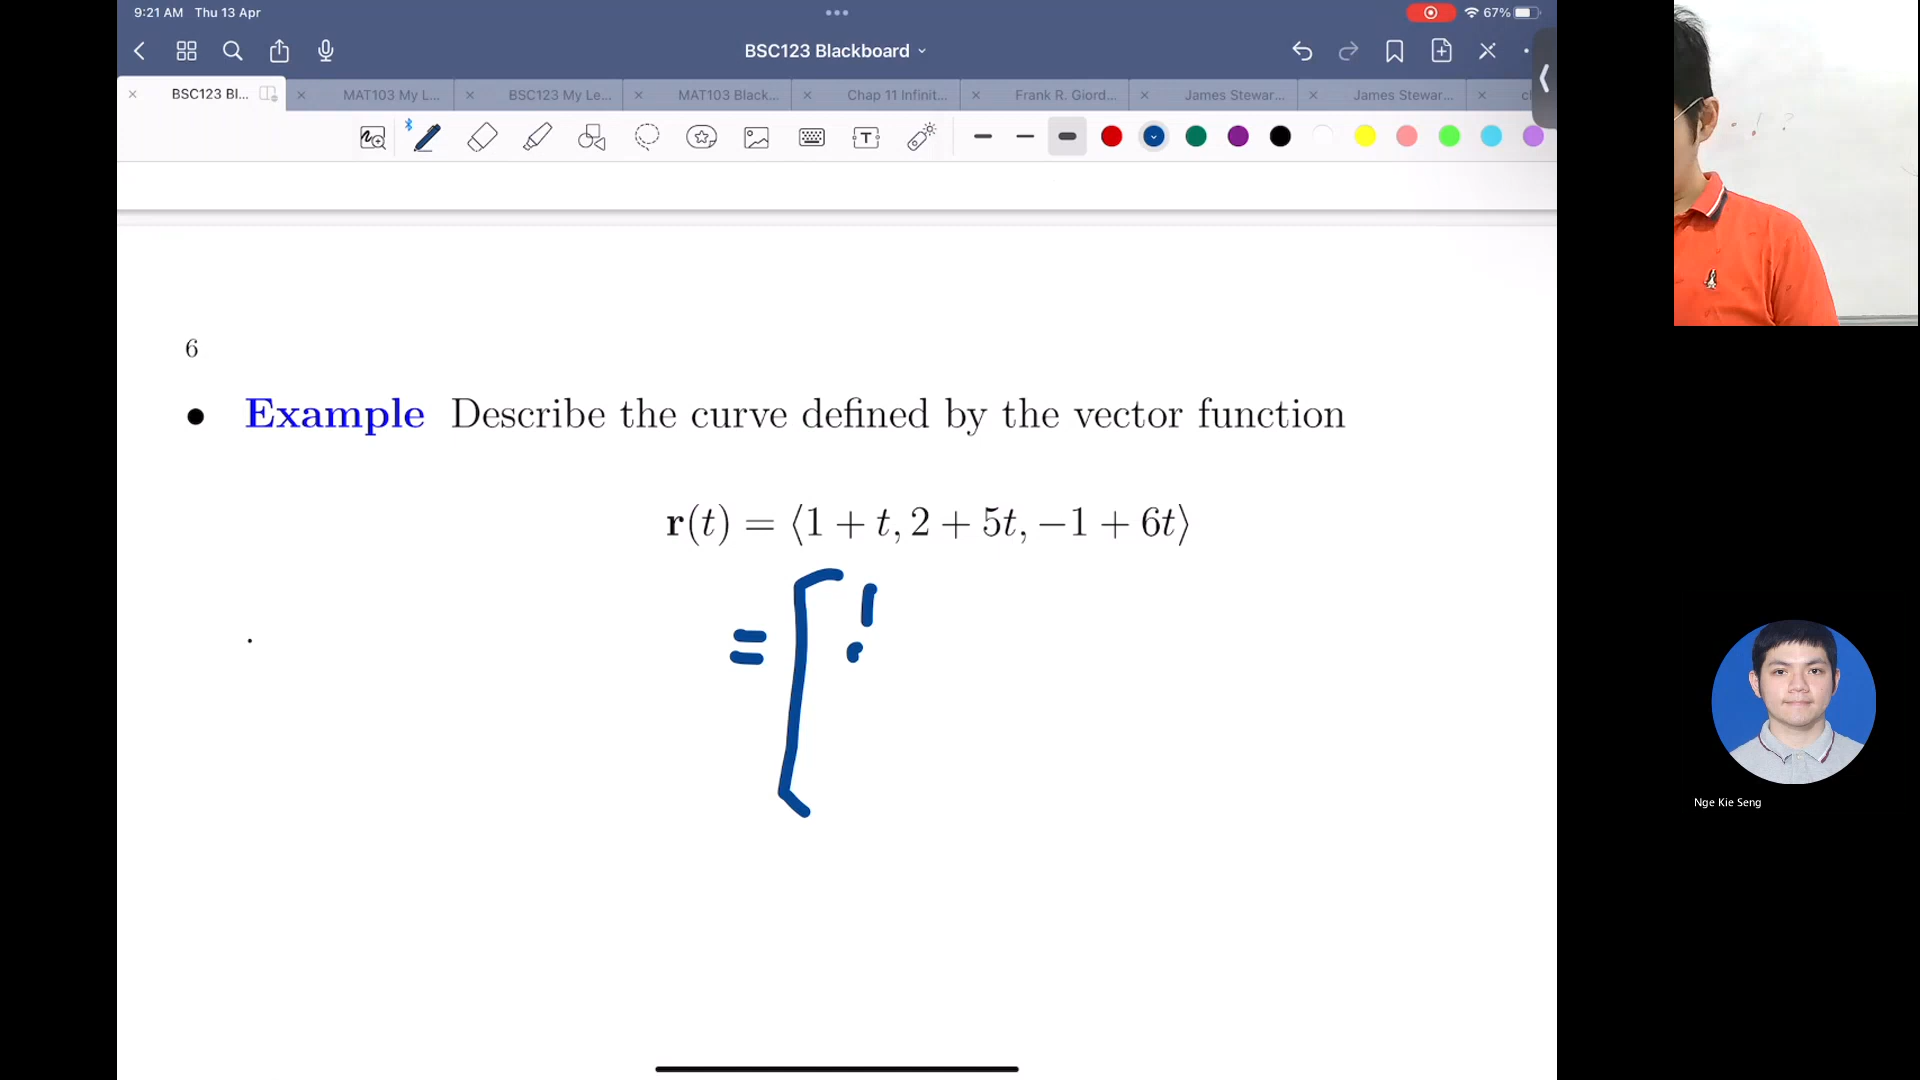 9:21 AM Thu 13 Apr
67%
BSC123 Blackboard
BSC123 Bl...
MAT103 My L...
BSC123 My Le...
MAT103 Black...
Chap 11 Infinit...
Frank R. Giord...
James Stewar...
James Stewar...
T
6
• Example Describe the curve defined by the vector function
r(t) = ⟨1 + t, 2 + 5t, −1 + 6t⟩
= [
Nge Kie Seng